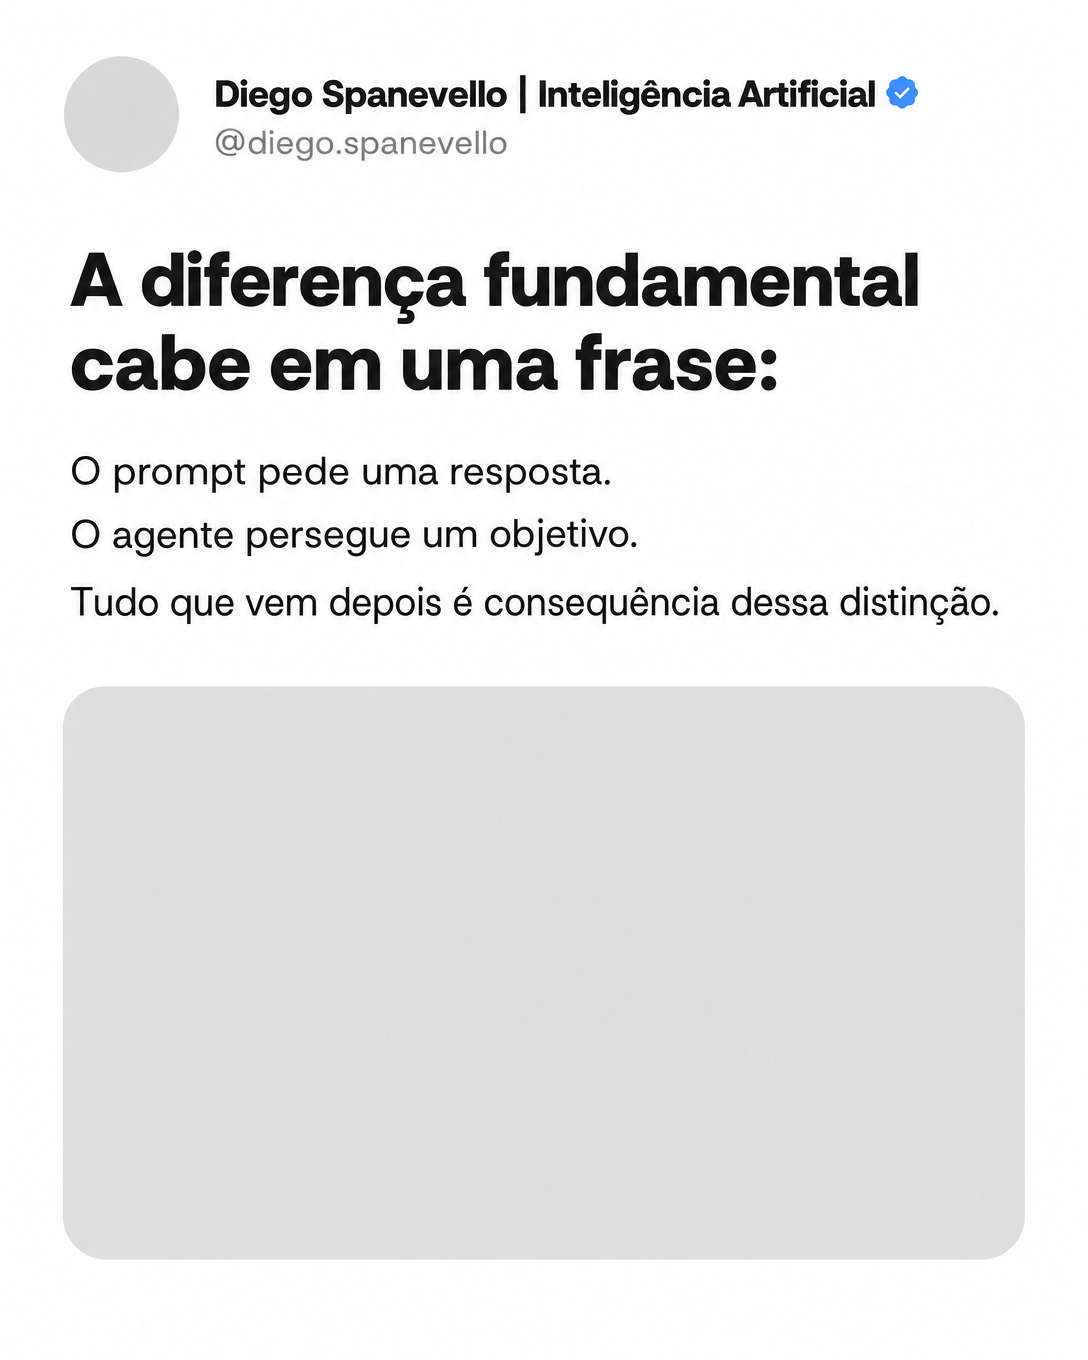 Diego Spanevello | Inteligência Artificial
@diego.spanevello
A diferença fundamental
cabe em uma frase:
O prompt pede uma resposta.
O agente persegue um objetivo.
Tudo que vem depois é consequência dessa distinção.